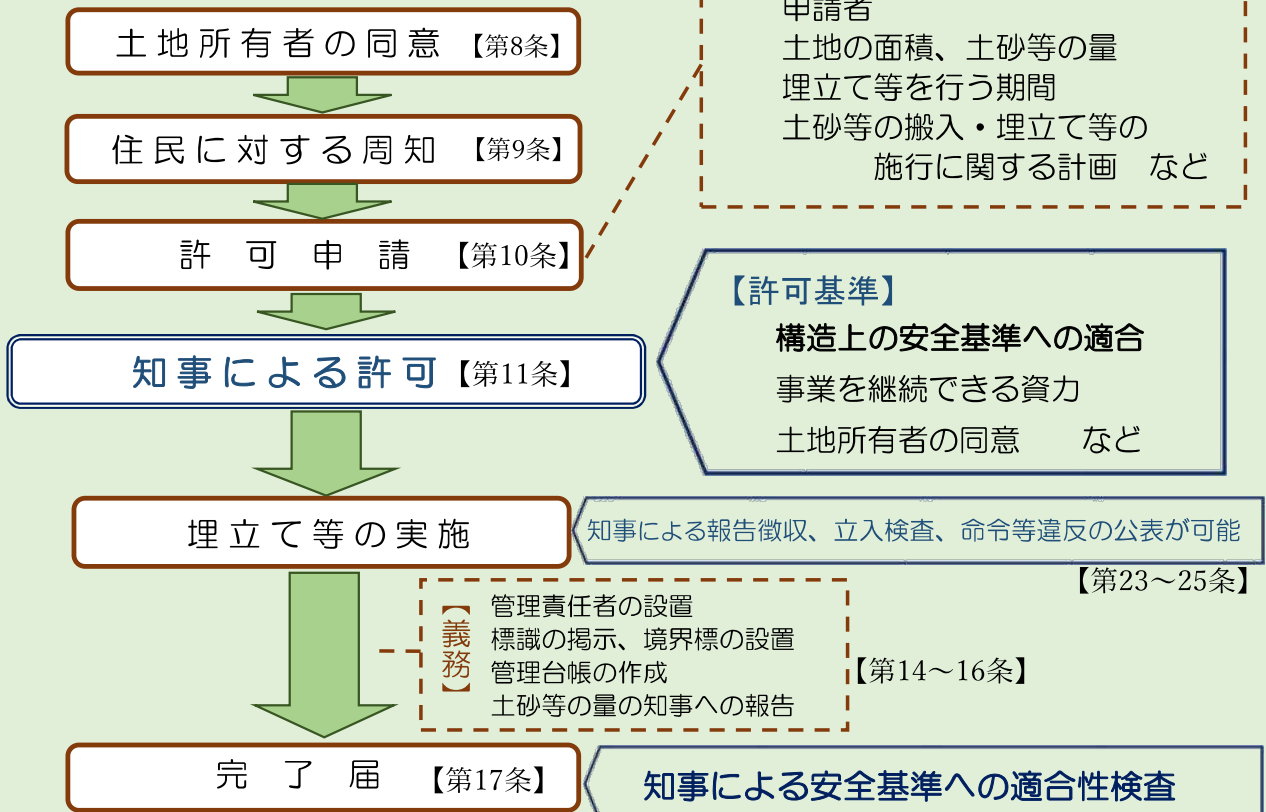 土地所有者の同意 【第8条】
住民に対する周知 【第9条】
許可申請 【第10条】
申請者
土地の面積、土砂等の量
埋立て等を行う期間
土砂等の搬入・埋立て等の
施行に関する計画 など
知事による許可【第11条】
【許可基準】
構造上の安全基準への適合
事業を継続できる資力
土地所有者の同意 など
埋立て等の実施
知事による報告徴収、立入検査、命令等違反の公表が可能
【第23~25条】
【義務】
管理責任者の設置
標識の掲示、境界標の設置
管理台帳の作成
土砂等の量の知事への報告
【第14~16条】
完了届 【第17条】
知事による安全基準への適合性検査